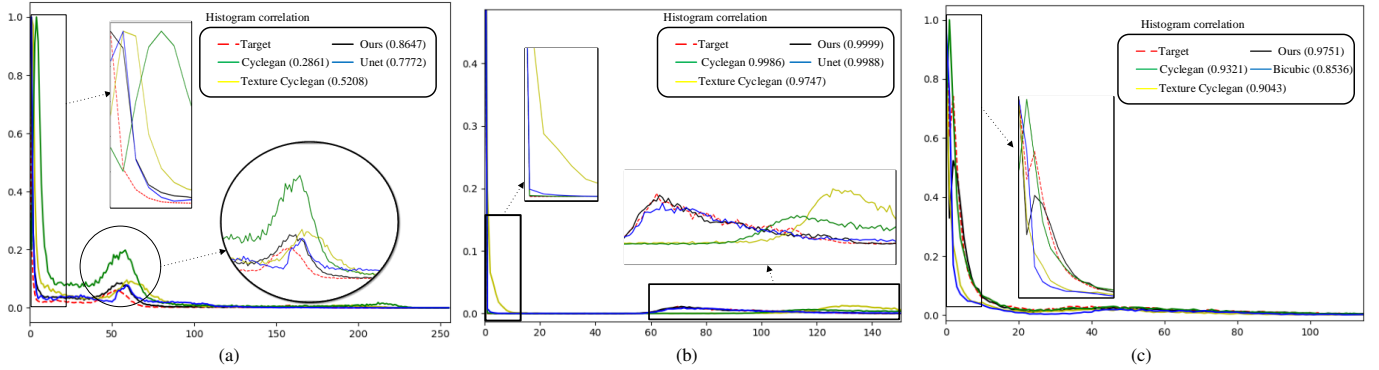 Histogram correlation
Target
Ours (0.8647)
Cyclegan (0.2861)
Unet (0.7772)
Texture Cyclegan (0.5208)
1.0
0.8
0.6
0.4
0.2
0.0
0
50
100
150
200
250
(a)
Histogram correlation
Target
Ours (0.9999)
Cyclegan (0.9986)
Unet (0.9988)
Texture Cyclegan (0.9747)
0.4
0.3
0.2
0.1
0.0
0
20
40
60
80
100
120
140
(b)
Histogram correlation
Target
Ours (0.9751)
Cyclegan (0.9321)
Bicubic (0.8536)
Texture Cyclegan (0.9043)
1.0
0.8
0.6
0.4
0.2
0.0
0
20
40
60
80
100
(c)